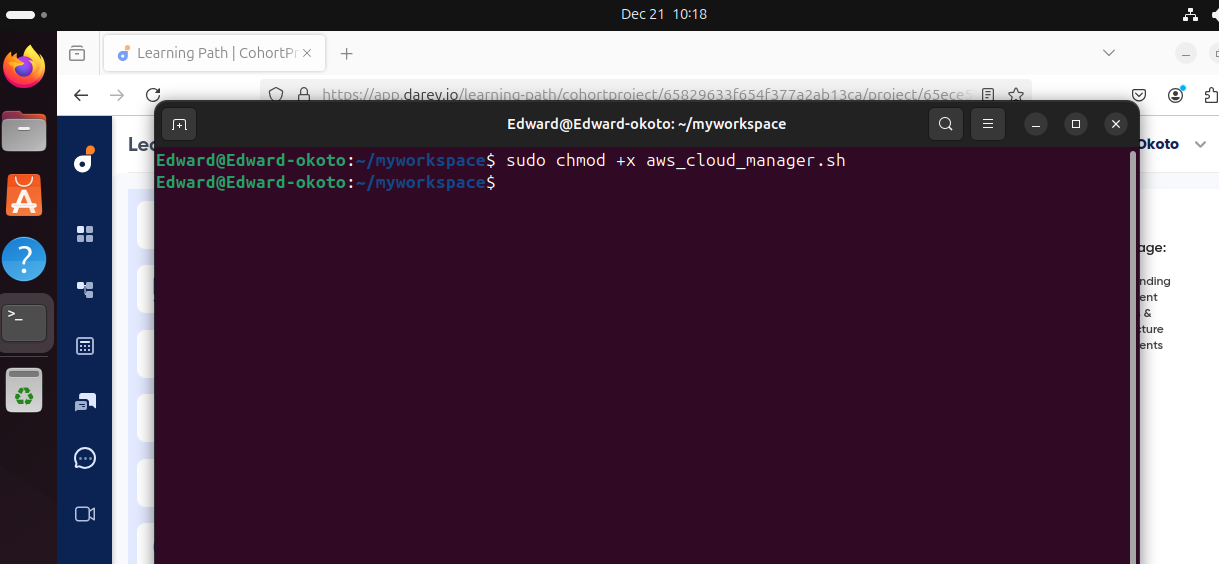 Dec 21 10:18
Learning Path | CohortPr
https://app.darey.io/learning-path/cohortproject/65829633f654f377a2ab13ca/project/65ece5
Edward@Edward-okoto: ~/myworkspace
Lea
Okoto
Edward@Edward-okoto:~/myworkspace$ sudo chmod +x aws_cloud_manager.sh
Edward@Edward-okoto:~/myworkspace$
age:
nding
ent
&
cture
ents